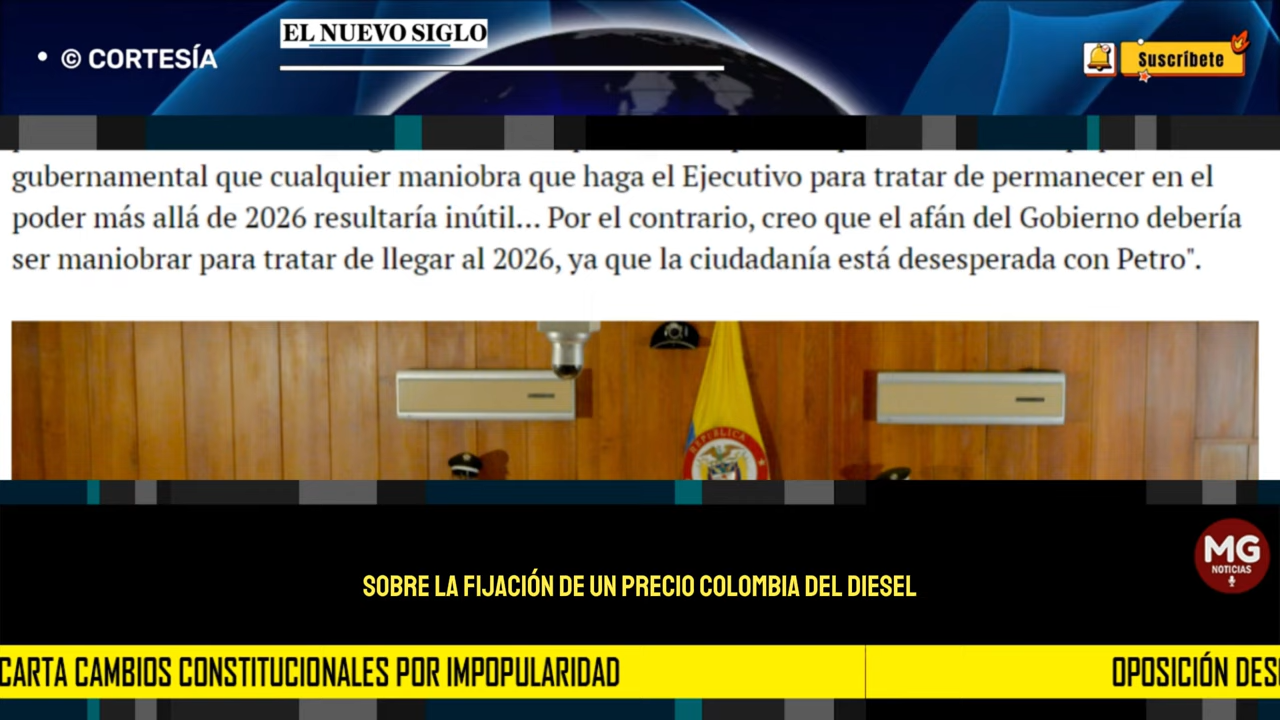 • © CORTESÍA
EL NUEVO SIGLO
Suscríbete
gubernamental que cualquier maniobra que haga el Ejecutivo para tratar de permanecer en el
poder más allá de 2026 resultaría inútil... Por el contrario, creo que el afán del Gobierno debería
ser maniobrar para tratar de llegar al 2026, ya que la ciudadanía está desesperada con Petro".
REPÚBLICA
MG
NOTICIAS
SOBRE LA FIJACIÓN DE UN PRECIO COLOMBIA DEL DIESEL
CARTA CAMBIOS CONSTITUCIONALES POR IMPOPULARIDAD
OPOSICIÓN DES